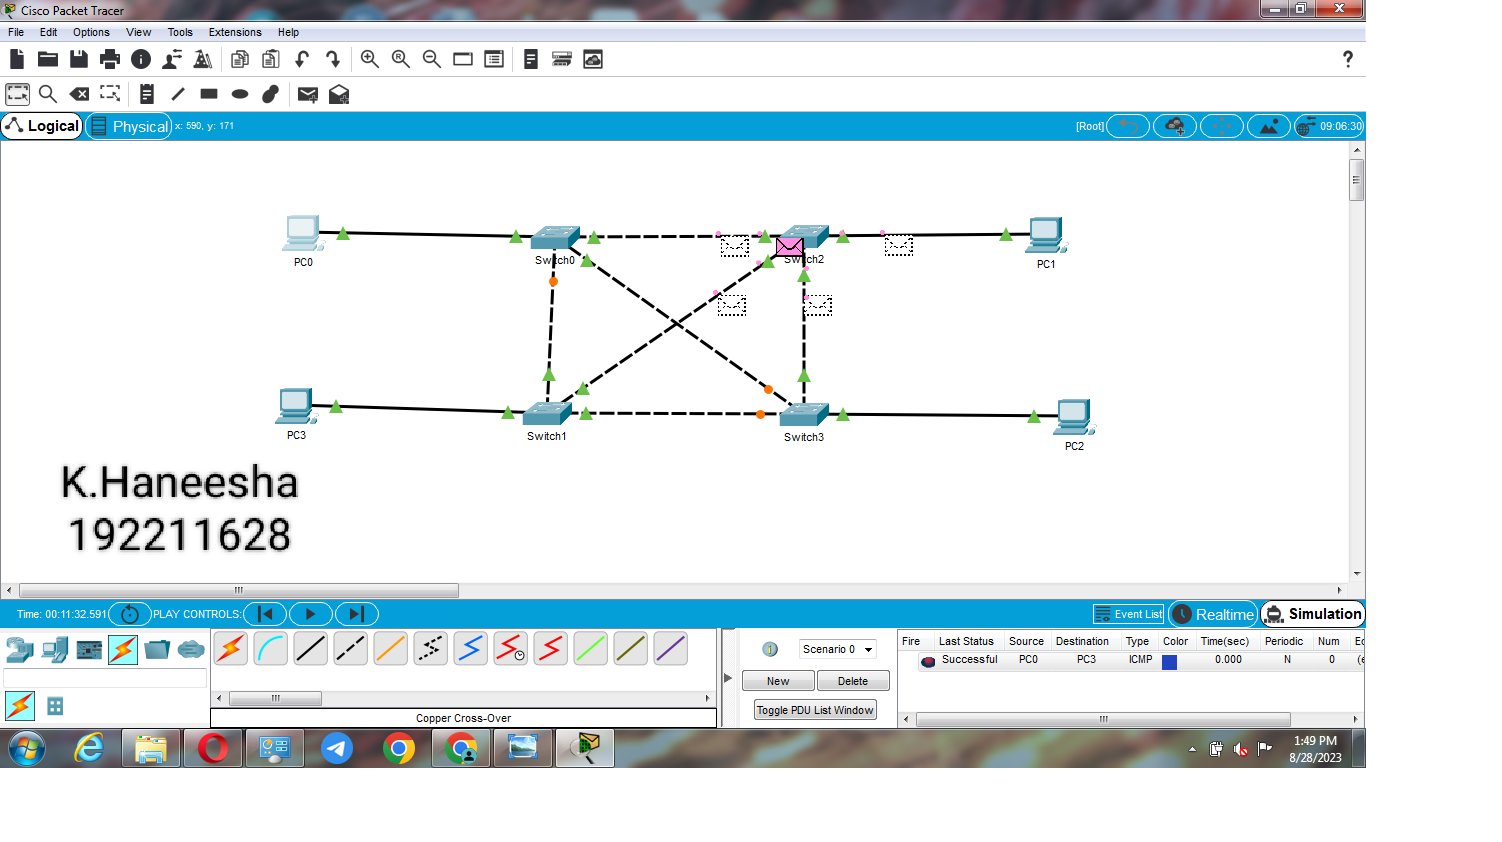 Cisco Packet Tracer
File Edit Options View Tools Extensions Help
Logical Physical x: 590, y: 171 [Root] 09:06:30
PC0 Switch0 Switch2 PC1
PC3 Switch1 Switch3 PC2
K.Haneesha
192211628
Time: 00:11:32.591 PLAY CONTROLS: Event List Realtime Simulation
Scenario 0
New Delete
Toggle PDU List Window
Fire Last Status Source Destination Type Color Time(sec) Periodic Num Ec
Successful PC0 PC3 ICMP 0.000 N 0 (e
Copper Cross-Over
1:49 PM
8/28/2023